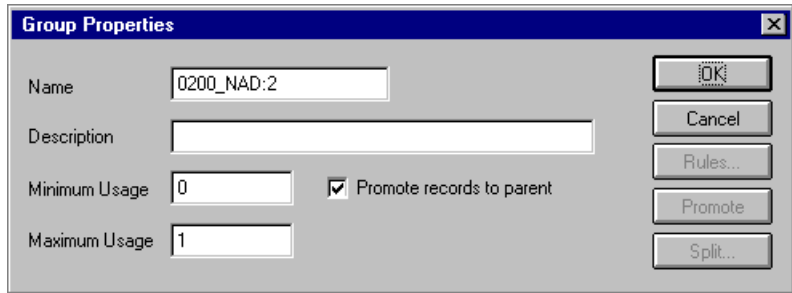 Group Properties
Name 0200_NAD:2 OK
Description Cancel
Rules...
Minimum Usage 0 Promote records to parent
Promote
Maximum Usage 1 Split...